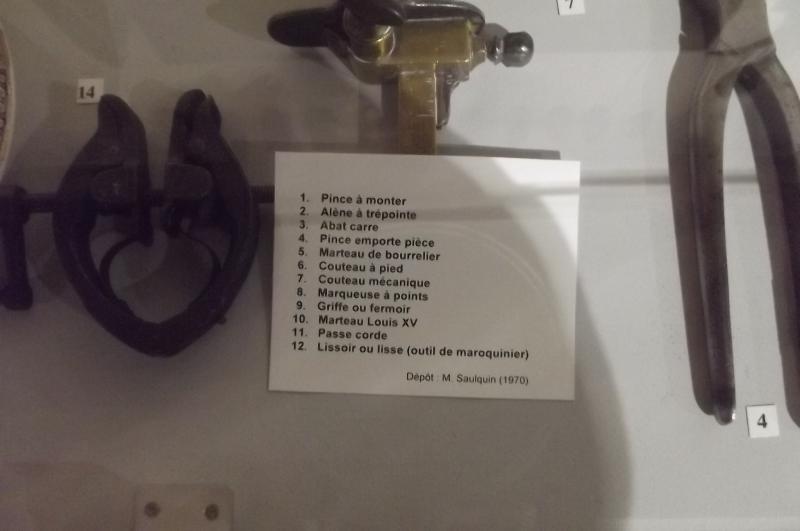 7
14
1. Pince à monter
2. Alène à trépointe
3. Abat carre
4. Pince emporte pièce
5. Marteau de bourrelier
6. Couteau à pied
7. Couteau mécanique
8. Marqueuse à points
9. Griffe ou fermoir
10. Marteau Louis XV
11. Passe corde
12. Lissoir ou lisse (outil de maroquinier)
Dépôt : M. Saulquin (1970)
4